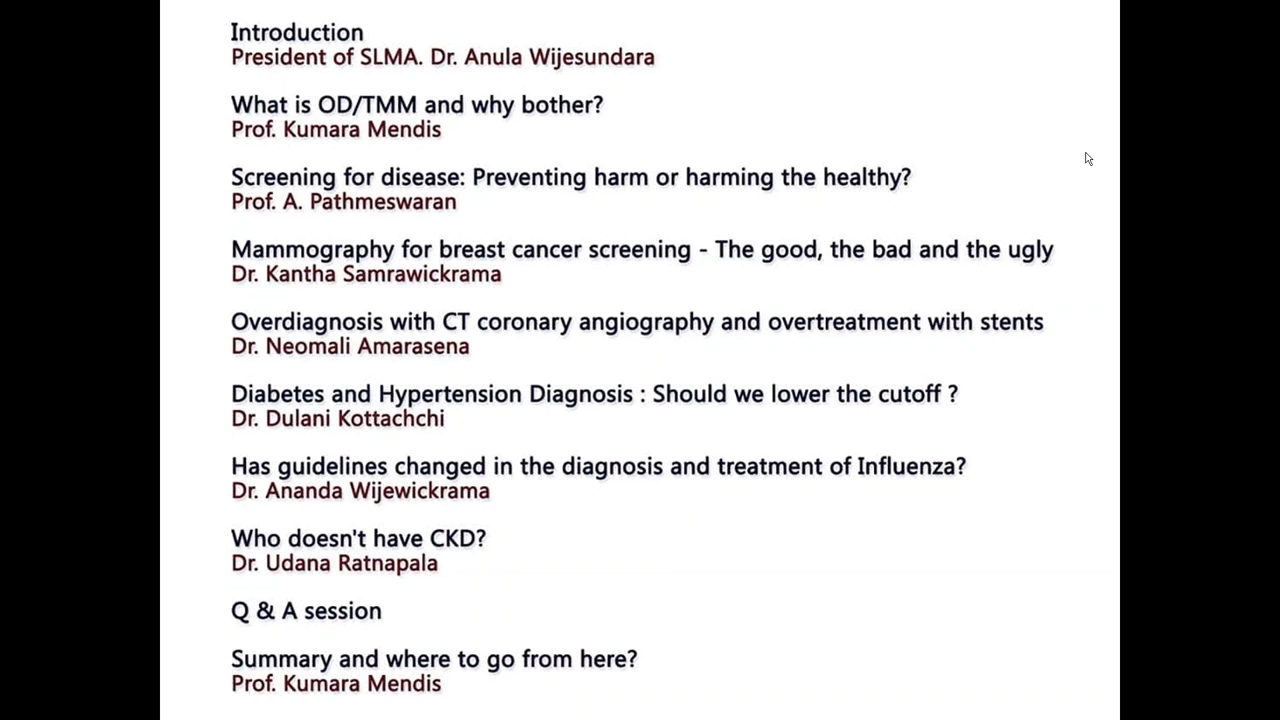 Introduction
President of SLMA. Dr. Anula Wijesundara
What is OD/TMM and why bother?
Prof. Kumara Mendis
Screening for disease: Preventing harm or harming the healthy?
Prof. A. Pathmeswaran
Mammography for breast cancer screening - The good, the bad and the ugly
Dr. Kantha Samrawickrama
Overdiagnosis with CT coronary angiography and overtreatment with stents
Dr. Neomali Amarasena
Diabetes and Hypertension Diagnosis : Should we lower the cutoff ?
Dr. Dulani Kottachchi
Has guidelines changed in the diagnosis and treatment of Influenza?
Dr. Ananda Wijewickrama
Who doesn't have CKD?
Dr. Udana Ratnapala
Q & A session
Summary and where to go from here?
Prof. Kumara Mendis